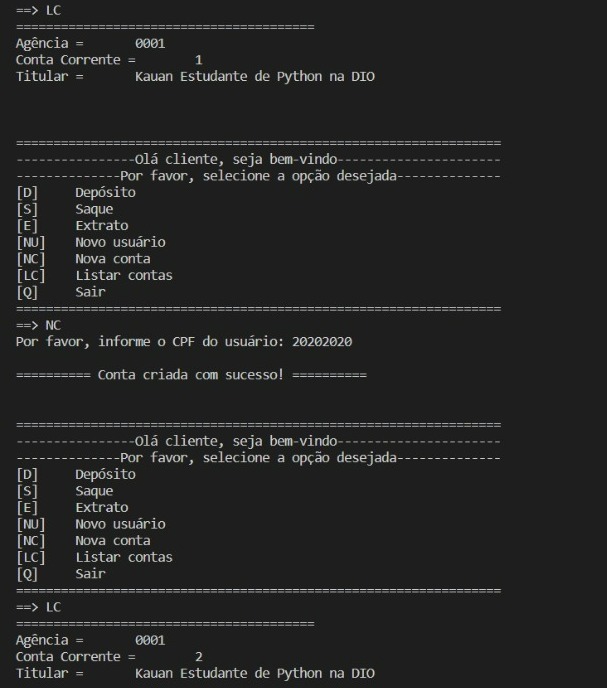 ==> LC
========================================
Agência =       0001
Conta Corrente =        1
Titular =       Kauan Estudante de Python na DIO
=================================================================
----------------Olá cliente, seja bem-vindo----------------------
--------------Por favor, selecione a opção desejada--------------
[D]     Depósito
[S]     Saque
[E]     Extrato
[NU]    Novo usuário
[NC]    Nova conta
[LC]    Listar contas
[Q]     Sair
=================================================================
==> NC
Por favor, informe o CPF do usuário: 20202020
========== Conta criada com sucesso! ==========
=================================================================
----------------Olá cliente, seja bem-vindo----------------------
--------------Por favor, selecione a opção desejada--------------
[D]     Depósito
[S]     Saque
[E]     Extrato
[NU]    Novo usuário
[NC]    Nova conta
[LC]    Listar contas
[Q]     Sair
=================================================================
==> LC
========================================
Agência =       0001
Conta Corrente =        2
Titular =       Kauan Estudante de Python na DIO